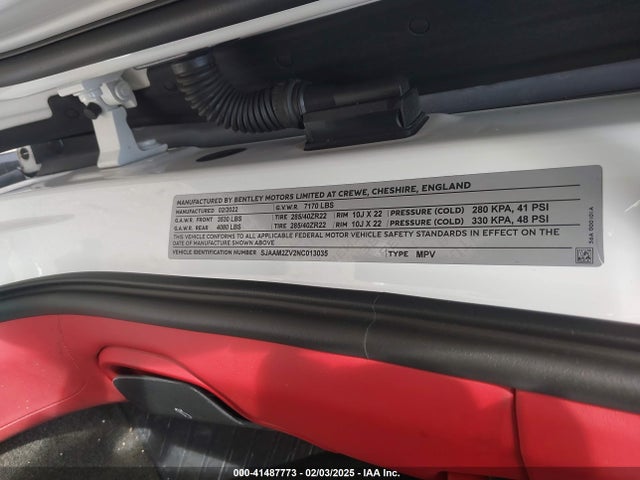 MANUFACTURED BY BENTLEY MOTORS LIMITED AT CREWE, CHESHIRE, ENGLAND
MANUFACTURED 02/2022 G.V.W.R. 7170 LBS
G.A.W.R. FRONT 3530 LBS TIRE 285/40ZR22 RIM 10J X 22 PRESSURE (COLD) 280 KPA, 41 PSI
G.A.W.R. REAR 4080 LBS TIRE 285/40ZR22 RIM 10J X 22 PRESSURE (COLD) 330 KPA, 48 PSI
THIS VEHICLE CONFORMS TO ALL APPLICABLE FEDERAL MOTOR VEHICLE SAFETY STANDARDS IN EFFECT ON THE
DATE OF MANUFACTURE SHOWN ABOVE.
VEHICLE IDENTIFICATION NUMBER SJAAM2ZV2NC013035 TYPE MPV
36A 000 101 A
000-41487773 - 02/03/2025 - IAA Inc.